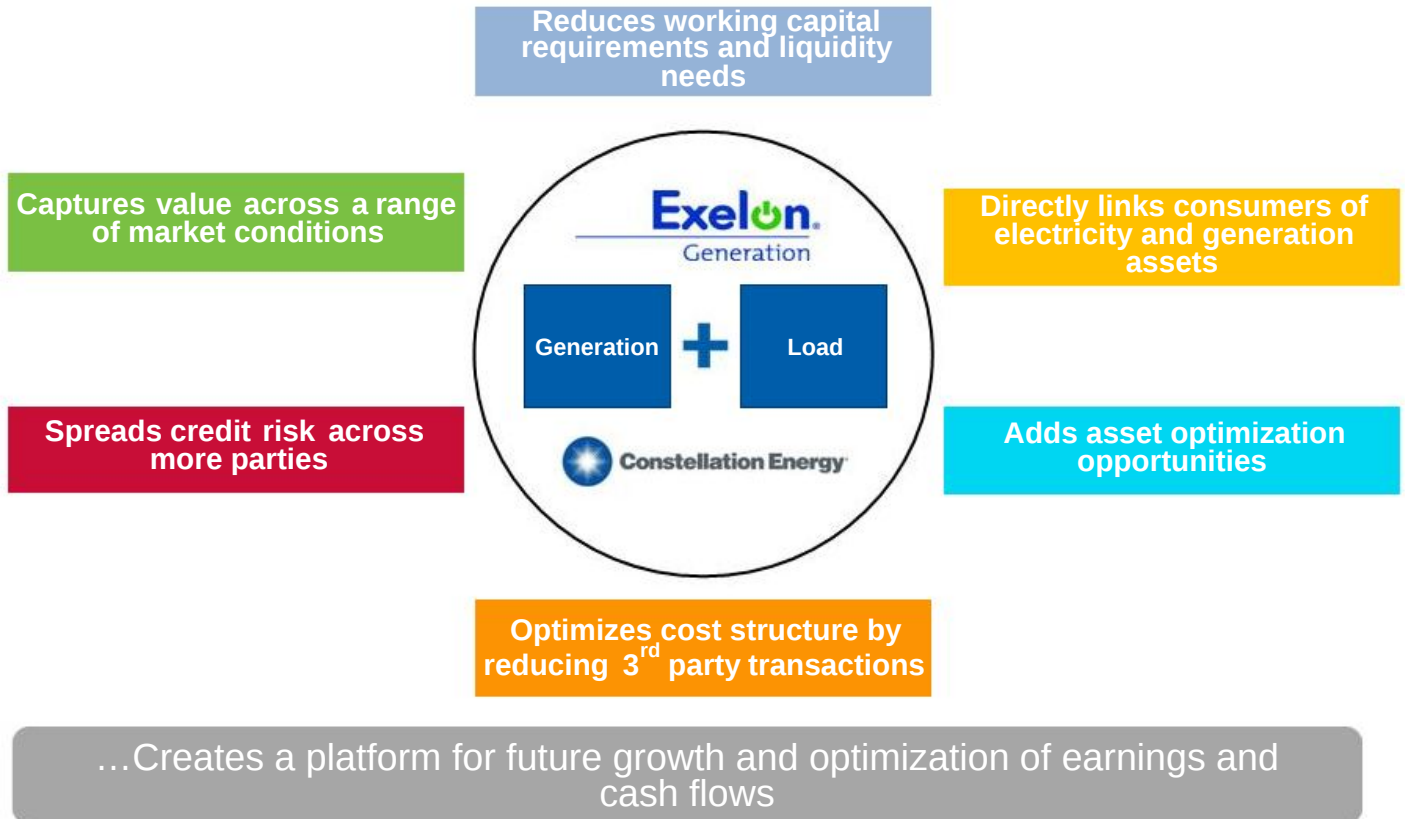 Reduces working capital
requirements and liquidity
needs
Captures value across a range
of market conditions
Exelon.
Generation
Directly links consumers of
electricity and generation
assets
Generation
+
Load
Spreads credit risk across
more parties
Constellation Energy
Adds asset optimization
opportunities
Optimizes cost structure by
reducing 3rd party transactions
…Creates a platform for future growth and optimization of earnings and
cash flows